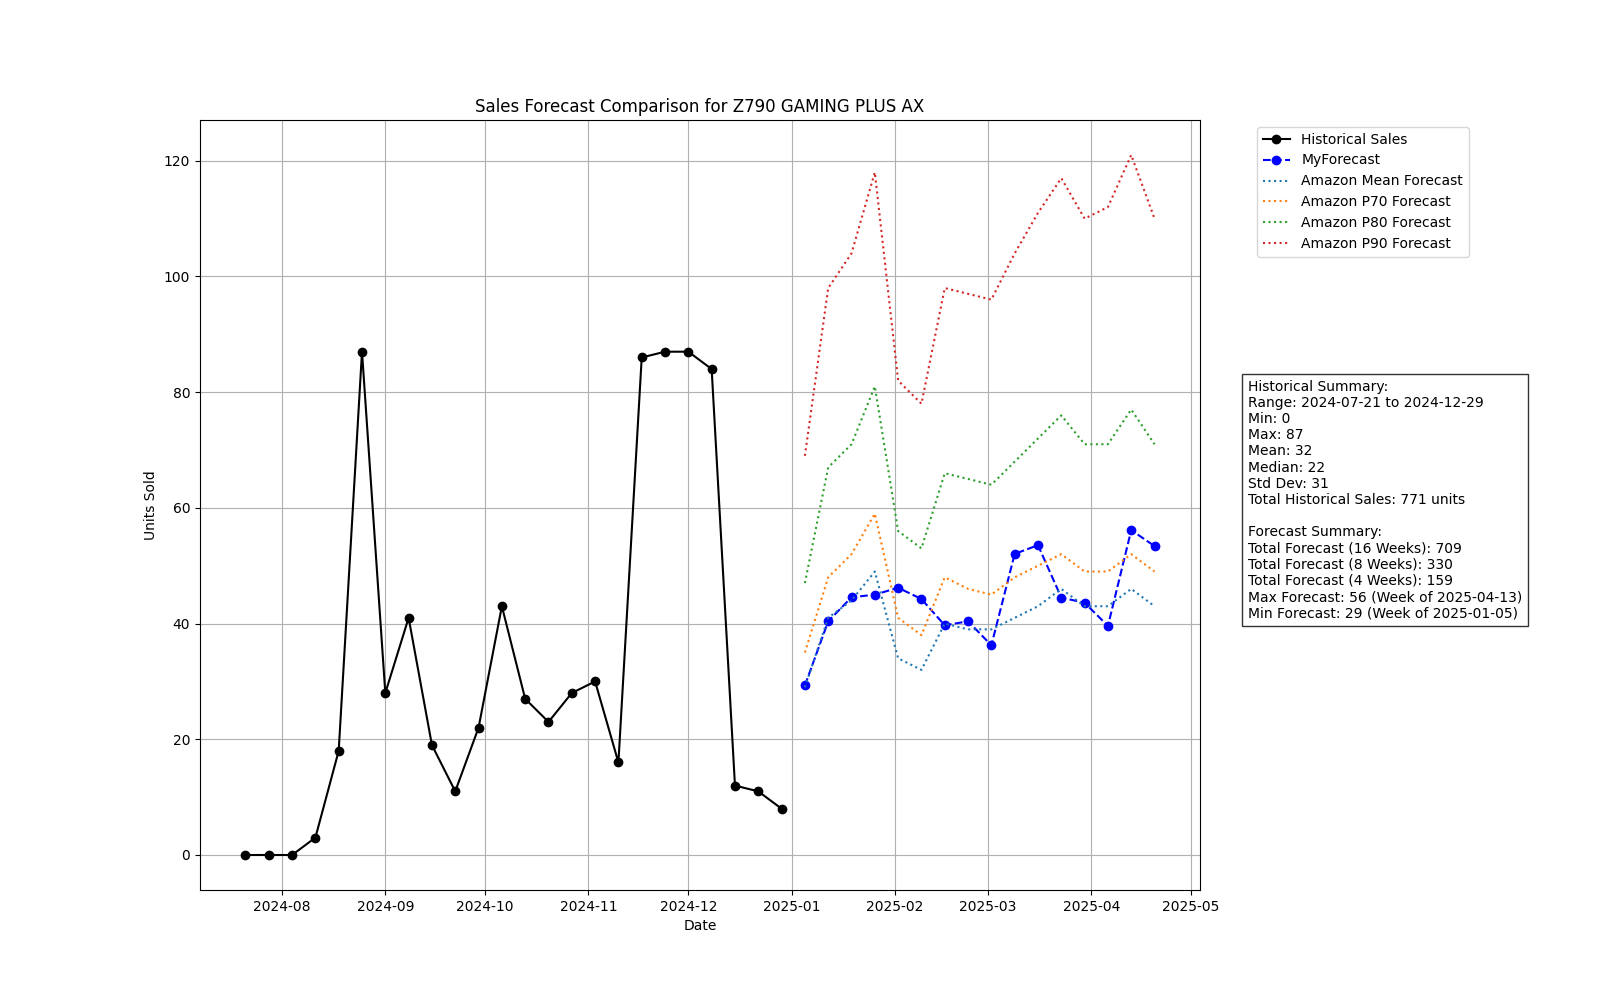 Sales Forecast Comparison for Z790 GAMING PLUS AX
Units Sold
120
100
80
60
40
20
0
2024-08
2024-09
2024-10
2024-11
2024-12
2025-01
2025-02
2025-03
2025-04
2025-05
Date
Historical Sales
MyForecast
Amazon Mean Forecast
Amazon P70 Forecast
Amazon P80 Forecast
Amazon P90 Forecast
Historical Summary:
Range: 2024-07-21 to 2024-12-29
Min: 0
Max: 87
Mean: 32
Median: 22
Std Dev: 31
Total Historical Sales: 771 units
Forecast Summary:
Total Forecast (16 Weeks): 709
Total Forecast (8 Weeks): 330
Total Forecast (4 Weeks): 159
Max Forecast: 56 (Week of 2025-04-13)
Min Forecast: 29 (Week of 2025-01-05)